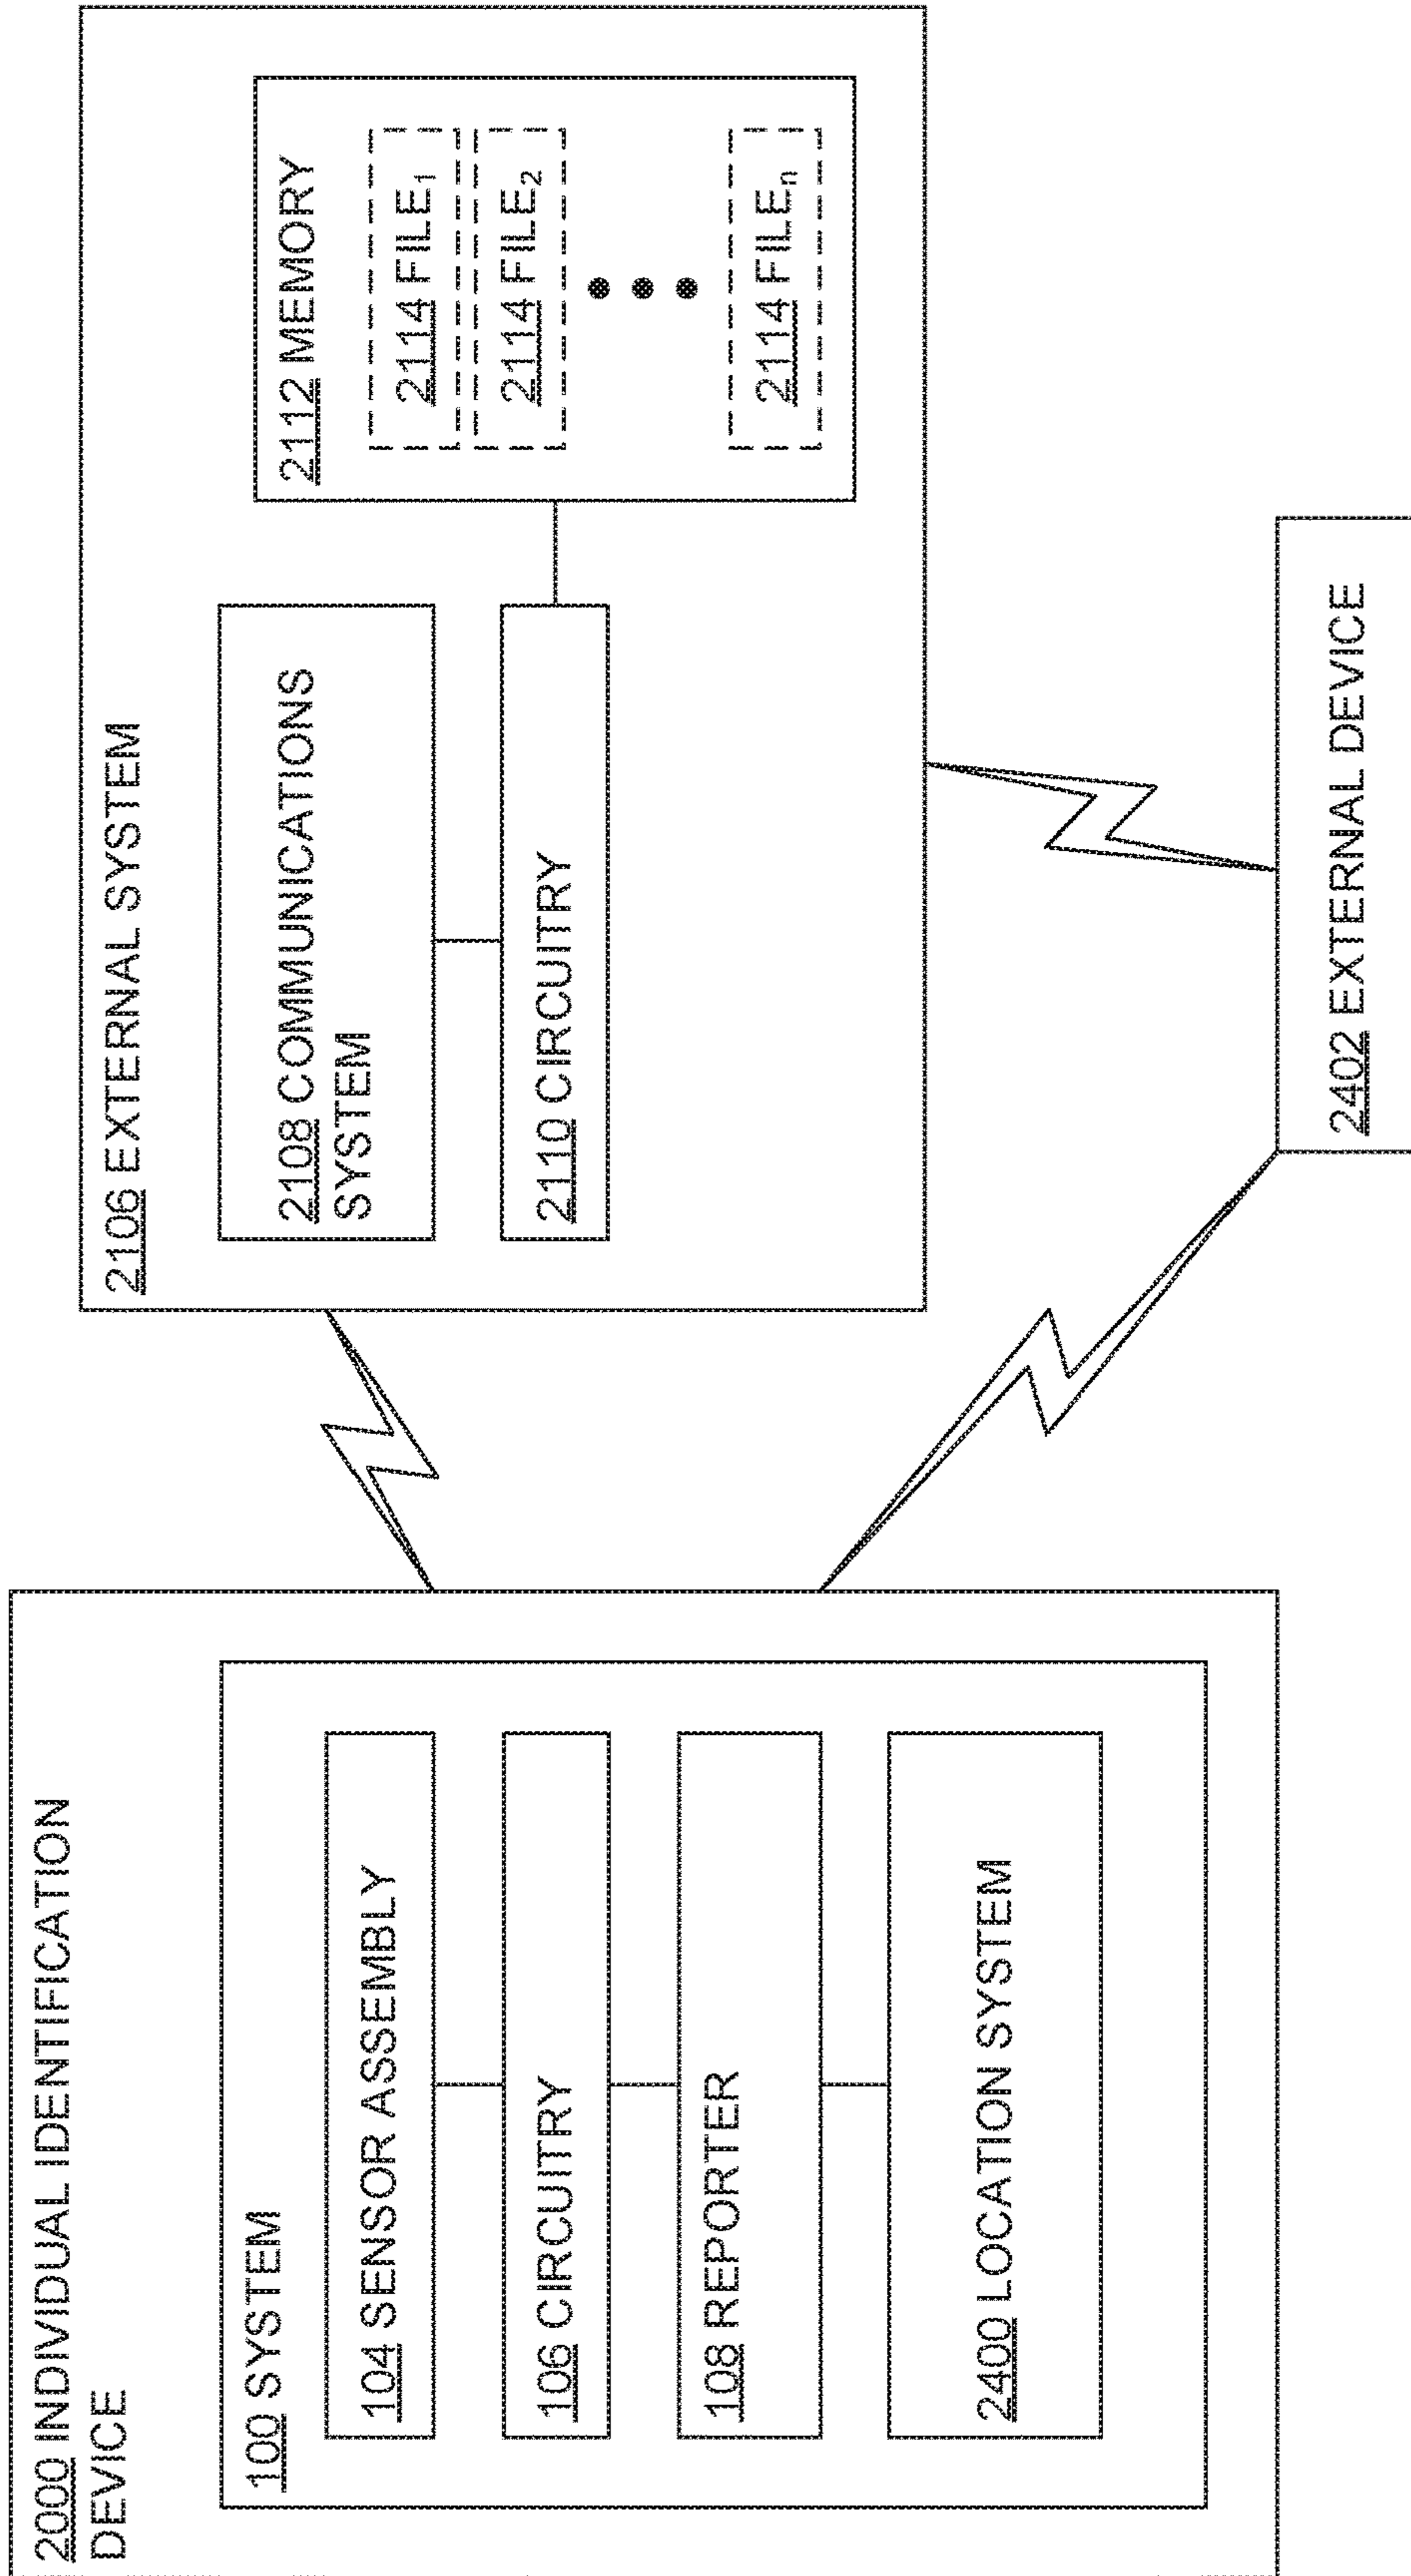 2000 INDIVIDUAL IDENTIFICATION
DEVICE
100 SYSTEM
104 SENSOR ASSEMBLY
106 CIRCUITRY
108 REPORTER
2400 LOCATION SYSTEM
2106 EXTERNAL SYSTEM
2108 COMMUNICATIONS
SYSTEM
2110 CIRCUITRY
2112 MEMORY
2114 FILE₁
2114 FILE₂
2114 FILEₙ
2402 EXTERNAL DEVICE